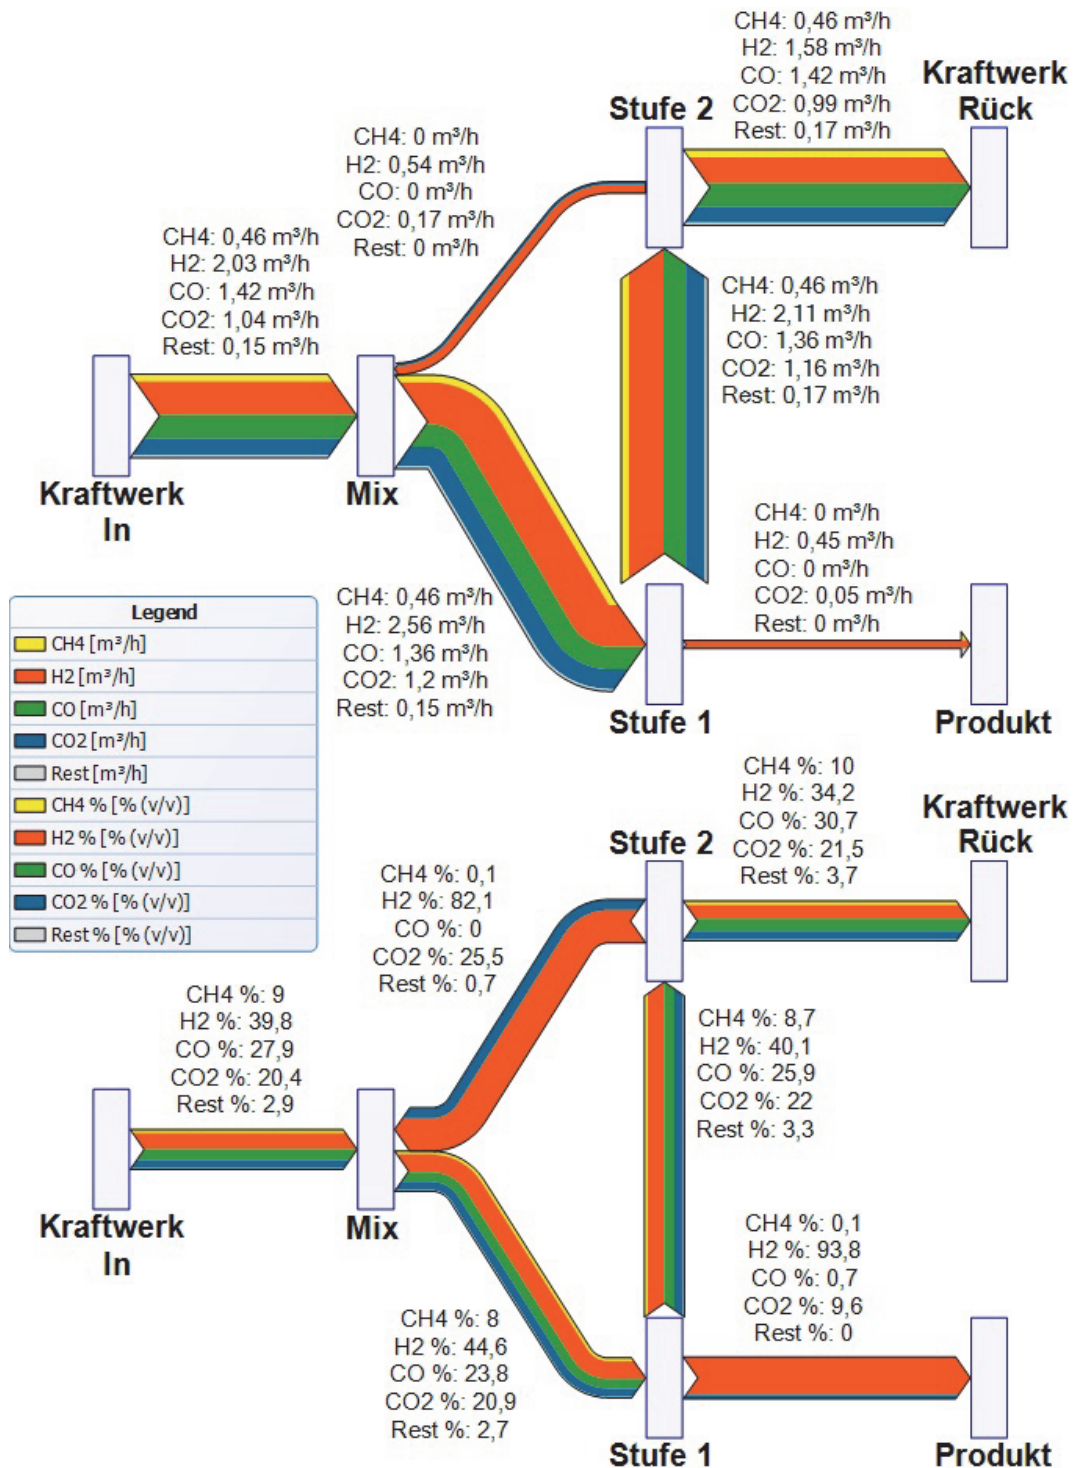 CH4: 0,46 m³/h
H2: 1,58 m³/h
CO: 1,42 m³/h
CO2: 0,99 m³/h
Rest: 0,17 m³/h
Kraftwerk
Rück
Stufe 2
CH4: 0 m³/h
H2: 0,54 m³/h
CO: 0 m³/h
CO2: 0,17 m³/h
Rest: 0 m³/h
CH4: 0,46 m³/h
H2: 2,03 m³/h
CO: 1,42 m³/h
CO2: 1,04 m³/h
Rest: 0,15 m³/h
CH4: 0,46 m³/h
H2: 2,11 m³/h
CO: 1,36 m³/h
CO2: 1,16 m³/h
Rest: 0,17 m³/h
Kraftwerk
In
Mix
CH4: 0 m³/h
H2: 0,45 m³/h
CO: 0 m³/h
CO2: 0,05 m³/h
Rest: 0 m³/h
CH4: 0,46 m³/h
H2: 2,56 m³/h
CO: 1,36 m³/h
CO2: 1,2 m³/h
Rest: 0,15 m³/h
Stufe 1
Produkt
Legend
CH4 [m³/h]
H2 [m³/h]
CO [m³/h]
CO2 [m³/h]
Rest [m³/h]
CH4 % [% (v/v)]
H2 % [% (v/v)]
CO % [% (v/v)]
CO2 % [% (v/v)]
Rest % [% (v/v)]
CH4 %: 10
H2 %: 34,2
CO %: 30,7
CO2 %: 21,5
Rest %: 3,7
Kraftwerk
Rück
Stufe 2
CH4 %: 0,1
H2 %: 82,1
CO %: 0
CO2 %: 25,5
Rest %: 0,7
CH4 %: 9
H2 %: 39,8
CO %: 27,9
CO2 %: 20,4
Rest %: 2,9
CH4 %: 8,7
H2 %: 40,1
CO %: 25,9
CO2 %: 22
Rest %: 3,3
Kraftwerk
In
Mix
CH4 %: 0,1
H2 %: 93,8
CO %: 0,7
CO2 %: 9,6
Rest %: 0
CH4 %: 8
H2 %: 44,6
CO %: 23,8
CO2 %: 20,9
Rest %: 2,7
Stufe 1
Produkt